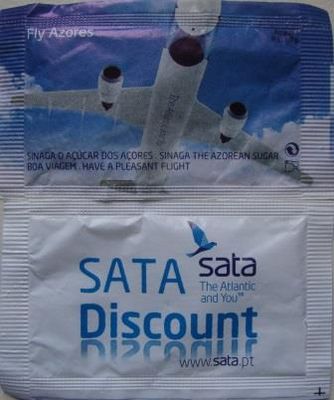 Fly Azores
SINAGA O AÇÚCAR DOS AÇORES . SINAGA THE AZOREAN SUGAR
BOA VIAGEM . HAVE A PLEASANT FLIGHT
SATA
sata
The Atlantic
and You
Discount
www.sata.pt